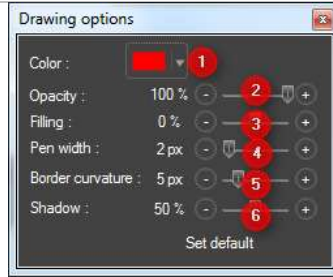 Drawing options
Color : 1
Opacity : 100 % - 2 +
Filling : 0 % - 3 +
Pen width : 2 px - 4 +
Border curvature : 5 px - 5 +
Shadow : 50 % - 6 +
Set default